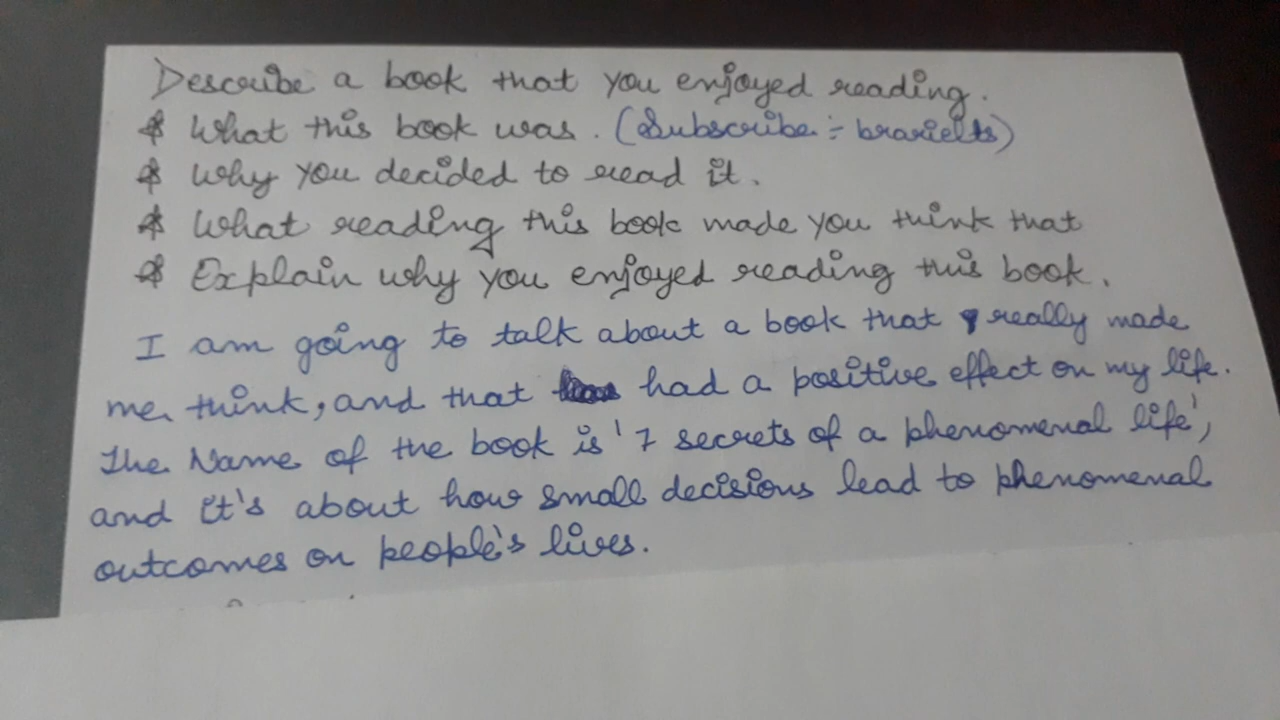 Describe a book that you enjoyed reading.
* What this book was. (Subscribe :- bravielts)
* Why you decided to read it.
* What reading this book made you think that
* Explain why you enjoyed reading this book.
I am going to talk about a book that really made
me think, and that had a positive effect on my life.
The Name of the book is '7 secrets of a phenomenal life',
and it's about how small decisions lead to phenomenal
outcomes on people's lives.